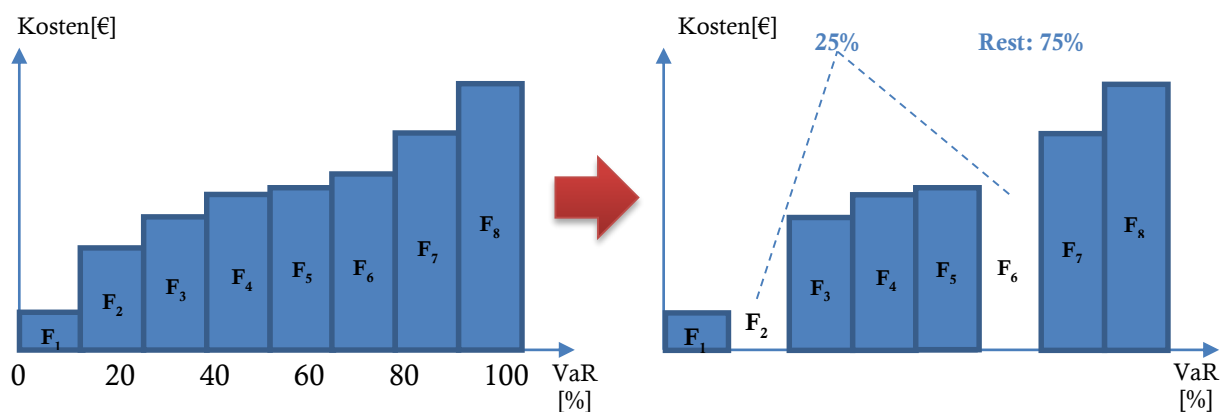 Kosten[€]
F₁
F₂
F₃
F₄
F₅
F₆
F₇
F₈
0 20 40 60 80 100 VaR
[%]
Kosten[€]
25% Rest: 75%
F₁
F₂
F₃
F₄
F₅
F₆
F₇
F₈
VaR
[%]